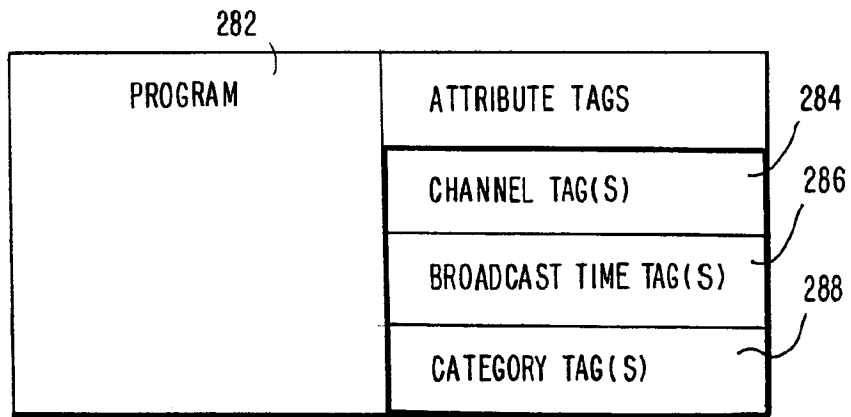 282
PROGRAM
ATTRIBUTE TAGS
284
CHANNEL TAG(S)
286
BROADCAST TIME TAG(S)
288
CATEGORY TAG(S)